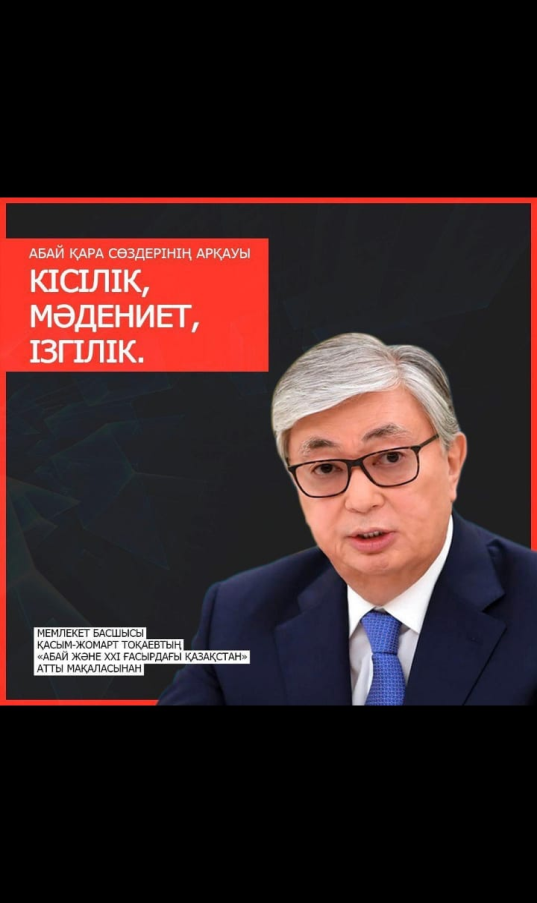 АБАЙ ҚАРА СӨЗДЕРІНІҢ АРҚАУЫ
КІСІЛІК,
МӘДЕНИЕТ,
ІЗГІЛІК.
МЕМЛЕКЕТ БАСШЫСЫ
ҚАСЫМ-ЖОМАРТ ТОҚАЕВТЫҢ
«АБАЙ ЖӘНЕ XXI ҒАСЫРДАҒЫ ҚАЗАҚСТАН»
АТТЫ МАҚАЛАСЫНАН